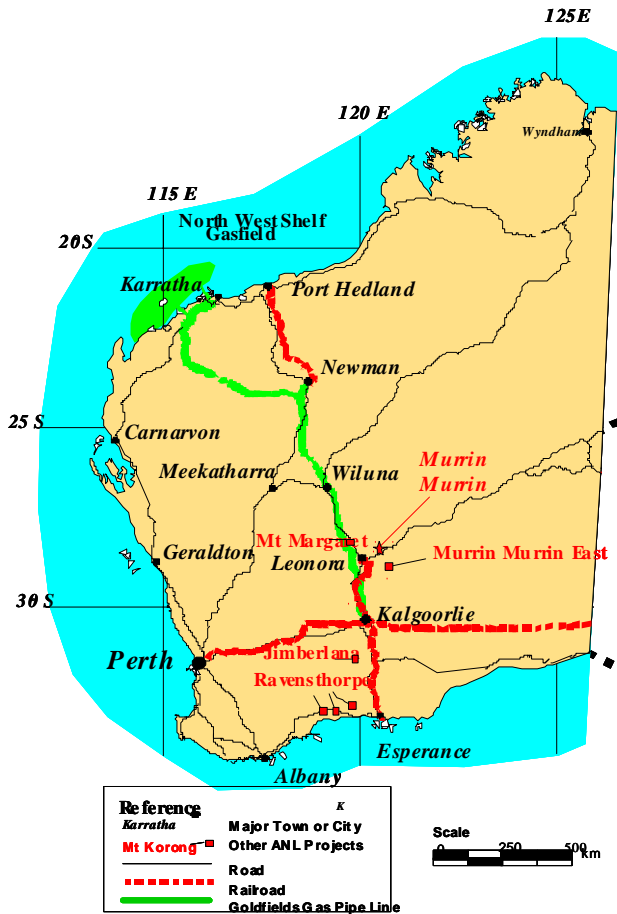 125 E
120 E
Wyndham
115 E
North West Shelf
Gasfield
20S
Karratha
Port Hedland
Newman
25 S
Carnarvon
Meekatharra
Wiluna
Murrin
Murrin
Mt Margaret
Geraldton
Leonora
Murrin Murrin East
30 S
Kalgoorlie
Perth
Jimberlana
Ravensthorpe
Esperance
Albany
Reference
K
Karratha
Major Town or City
Mt Korong
Other ANL Projects
Road
Railroad
Goldfields Gas Pipe Line
Scale
0 250 500
km